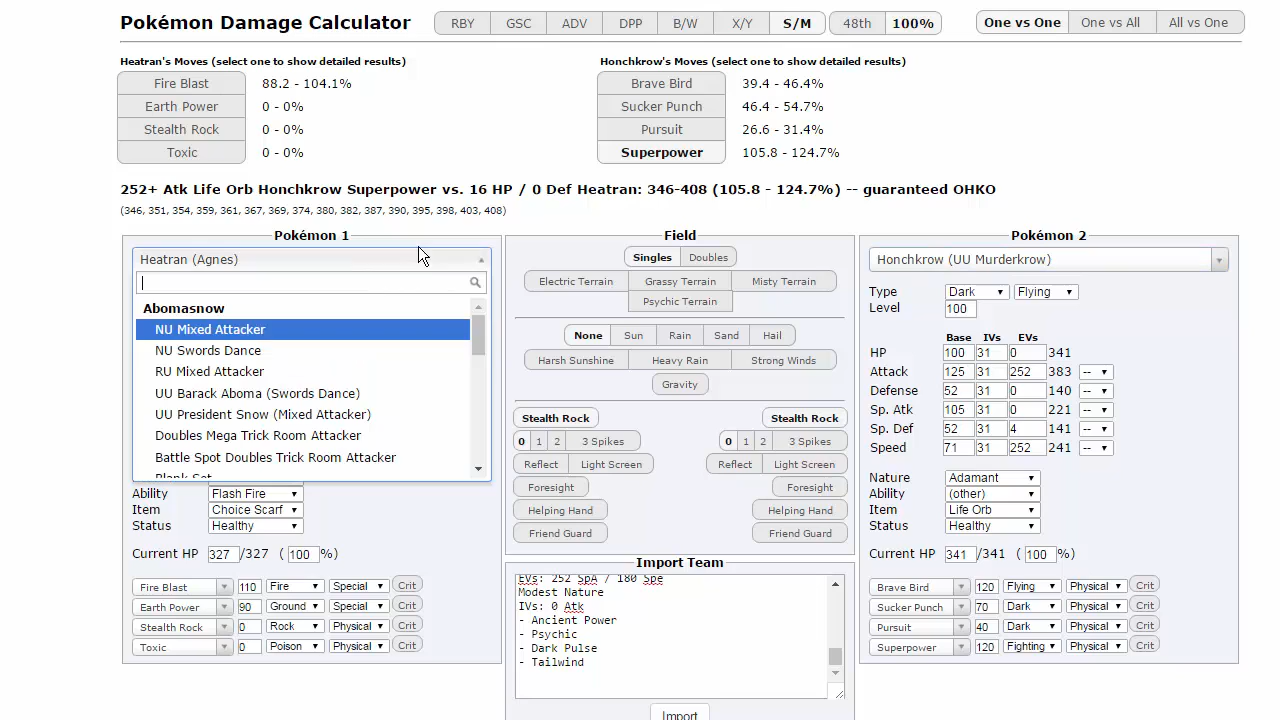 Pokémon Damage Calculator RBY GSC ADV DPP B/W X/Y S/M 48th 100% One vs One One vs All All vs One
Heatran's Moves (select one to show detailed results) Honchkrow's Moves (select one to show detailed results)
Fire Blast 88.2 - 104.1% Brave Bird 39.4 - 46.4%
Earth Power 0 - 0% Sucker Punch 46.4 - 54.7%
Stealth Rock 0 - 0% Pursuit 26.6 - 31.4%
Toxic 0 - 0% Superpower 105.8 - 124.7%
252+ Atk Life Orb Honchkrow Superpower vs. 16 HP / 0 Def Heatran: 346-408 (105.8 - 124.7%) -- guaranteed OHKO
(346, 351, 354, 359, 361, 367, 369, 374, 380, 382, 387, 390, 395, 398, 403, 408)
Pokémon 1
Heatran (Agnes)
Abomasnow
NU Mixed Attacker
NU Swords Dance
RU Mixed Attacker
UU Barack Aboma (Swords Dance)
UU President Snow (Mixed Attacker)
Doubles Mega Trick Room Attacker
Battle Spot Doubles Trick Room Attacker
Blank Set
Ability Flash Fire
Item Choice Scarf
Status Healthy
Current HP 327/327 (100%)
Fire Blast 110 Fire Special Crit
Earth Power 90 Ground Special Crit
Stealth Rock 0 Rock Physical Crit
Toxic 0 Poison Physical Crit
Field
Singles Doubles
Electric Terrain Grassy Terrain Misty Terrain
Psychic Terrain
None Sun Rain Sand Hail
Harsh Sunshine Heavy Rain Strong Winds
Gravity
Stealth Rock Stealth Rock
0 1 2 3 Spikes 0 1 2 3 Spikes
Reflect Light Screen Reflect Light Screen
Foresight Foresight
Helping Hand Helping Hand
Friend Guard Friend Guard
Import Team
EVs: 252 SpA / 180 Spe
Modest Nature
IVs: 0 Atk
- Ancient Power
- Psychic
- Dark Pulse
- Tailwind
Import
Pokémon 2
Honchkrow (UU Murderkrow)
Type Dark Flying
Level 100
Base IVs EVs
HP 100 31 0 341
Attack 125 31 252 383 --
Defense 52 31 0 140 --
Sp. Atk 105 31 0 221 --
Sp. Def 52 31 4 141 --
Speed 71 31 252 241 --
Nature Adamant
Ability (other)
Item Life Orb
Status Healthy
Current HP 341/341 (100%)
Brave Bird 120 Flying Physical Crit
Sucker Punch 70 Dark Physical Crit
Pursuit 40 Dark Physical Crit
Superpower 120 Fighting Physical Crit